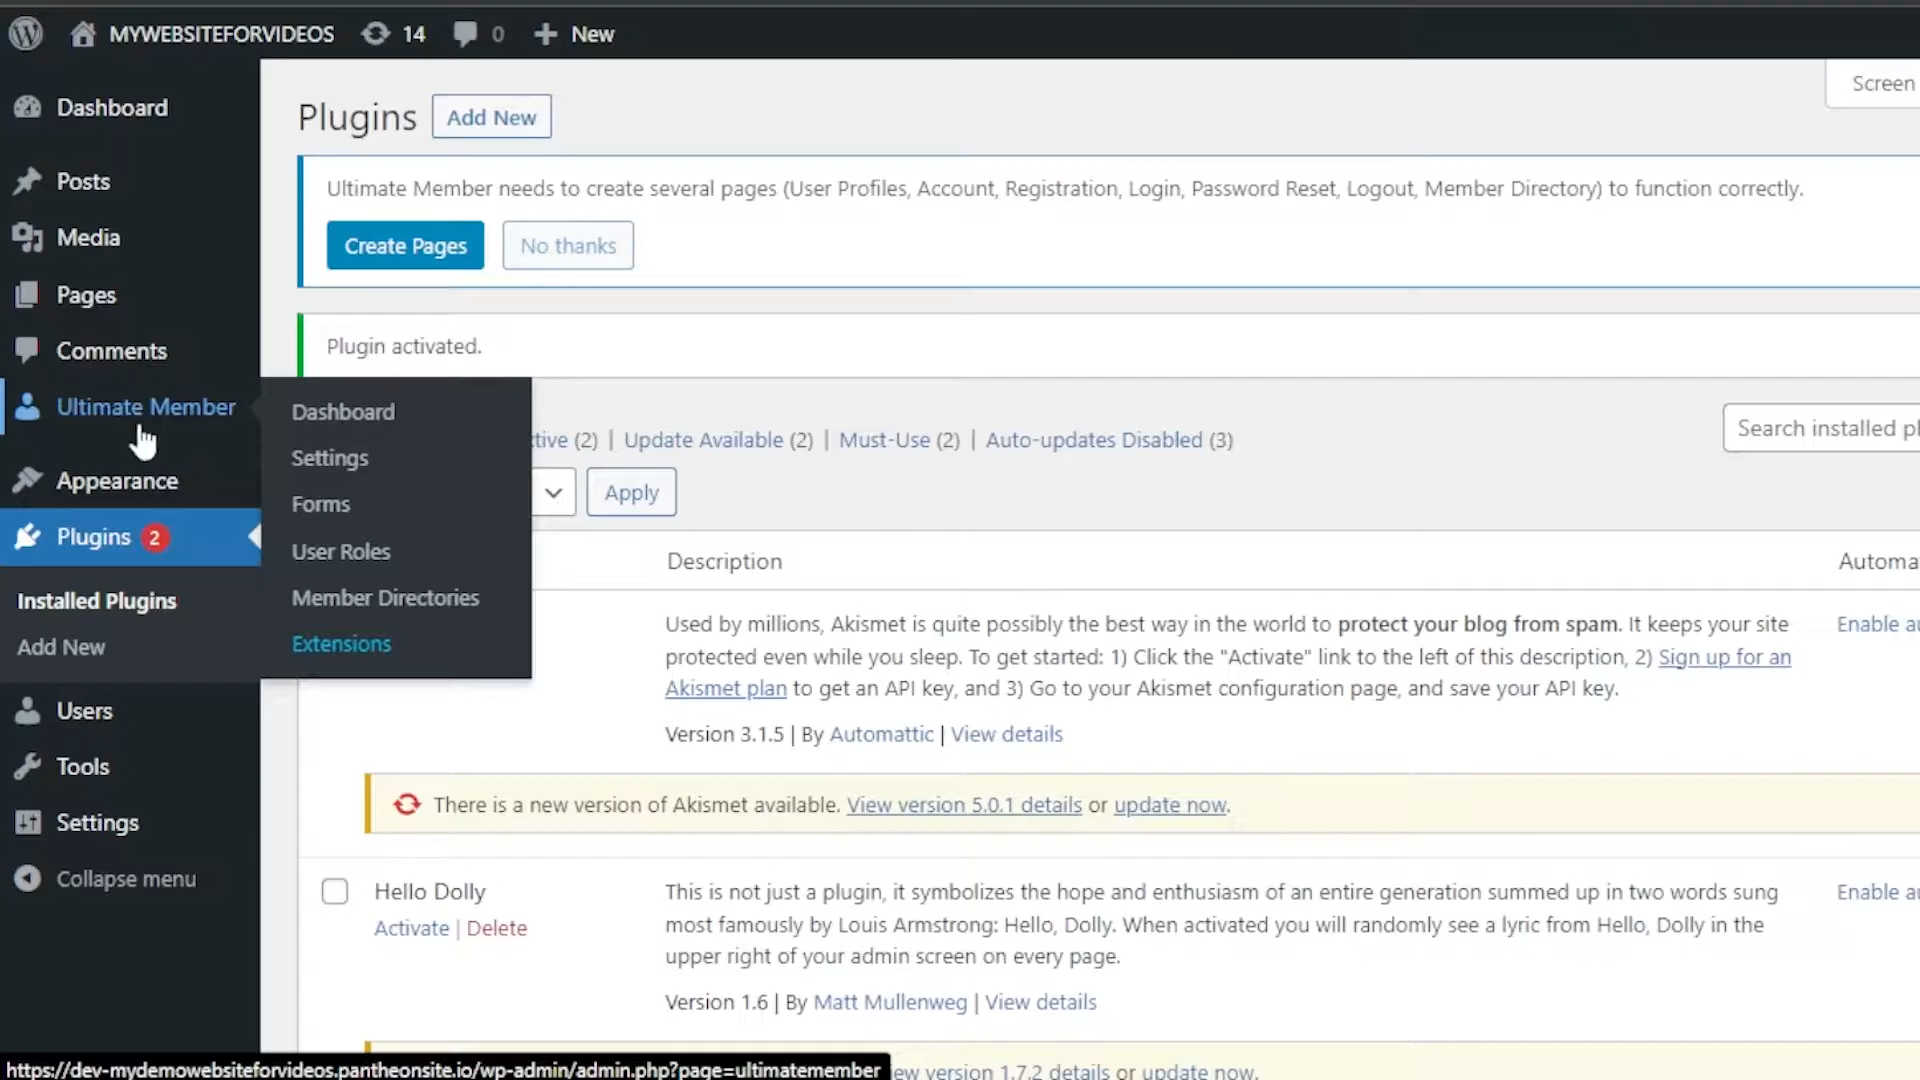 MYWEBSITEFORVIDEOS 14 0 New
Dashboard
Posts
Media
Pages
Comments
Ultimate Member
Appearance
Plugins 2
Installed Plugins
Add New
Users
Tools
Settings
Collapse menu
Dashboard
Settings
Forms
User Roles
Member Directories
Extensions
Screen
Plugins Add New
Ultimate Member needs to create several pages (User Profiles, Account, Registration, Login, Password Reset, Logout, Member Directory) to function correctly.
Create Pages No thanks
Plugin activated.
ctive (2) | Update Available (2) | Must-Use (2) | Auto-updates Disabled (3)
Search installed pl
Apply
Description Automa
Used by millions, Akismet is quite possibly the best way in the world to protect your blog from spam. It keeps your site
protected even while you sleep. To get started: 1) Click the "Activate" link to the left of this description, 2) Sign up for an
Akismet plan to get an API key, and 3) Go to your Akismet configuration page, and save your API key.
Enable au
Version 3.1.5 | By Automattic | View details
There is a new version of Akismet available. View version 5.0.1 details or update now.
Hello Dolly
Activate | Delete
This is not just a plugin, it symbolizes the hope and enthusiasm of an entire generation summed up in two words sung
most famously by Louis Armstrong: Hello, Dolly. When activated you will randomly see a lyric from Hello, Dolly in the
upper right of your admin screen on every page.
Enable au
Version 1.6 | By Matt Mullenweg | View details
ew version 1.7.2 details or update now.
https://dev-mydemowebsiteforvideos.pantheonsite.io/wp-admin/admin.php?page=ultimatemember